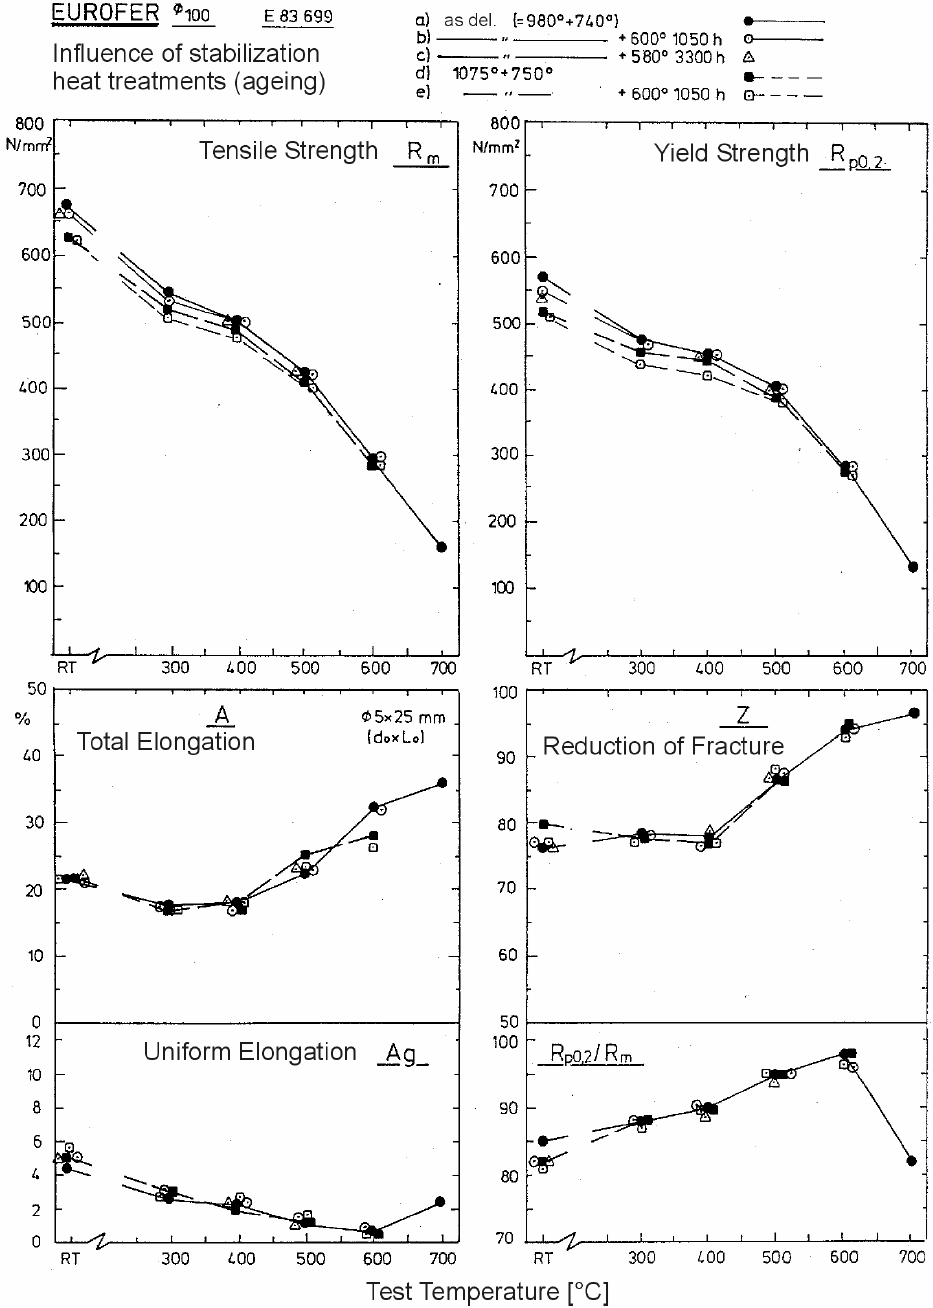 EUROFER ⌀100 E 83 699
Influence of stabilization
heat treatments (ageing)
a) as del. (=980°+740°)
b) —— " —— + 600° 1050 h
c) —— " —— + 580° 3300 h
d) 1075° + 750°
e) —— " —— + 600° 1050 h
800
N/mm²
Tensile Strength Rm
700
600
500
400
300
200
100
RT 300 400 500 600 700
800
N/mm²
Yield Strength Rp0,2
700
600
500
400
300
200
100
RT 300 400 500 600 700
50
%
A
Total Elongation
⌀5×25 mm
(d₀×L₀)
40
30
20
10
0
100
Z
Reduction of Fracture
90
80
70
60
50
12
Uniform Elongation Ag
10
8
6
4
2
0
RT 300 400 500 600 700
100
Rp0,2/Rm
90
80
70
RT 300 400 500 600 700
Test Temperature [°C]